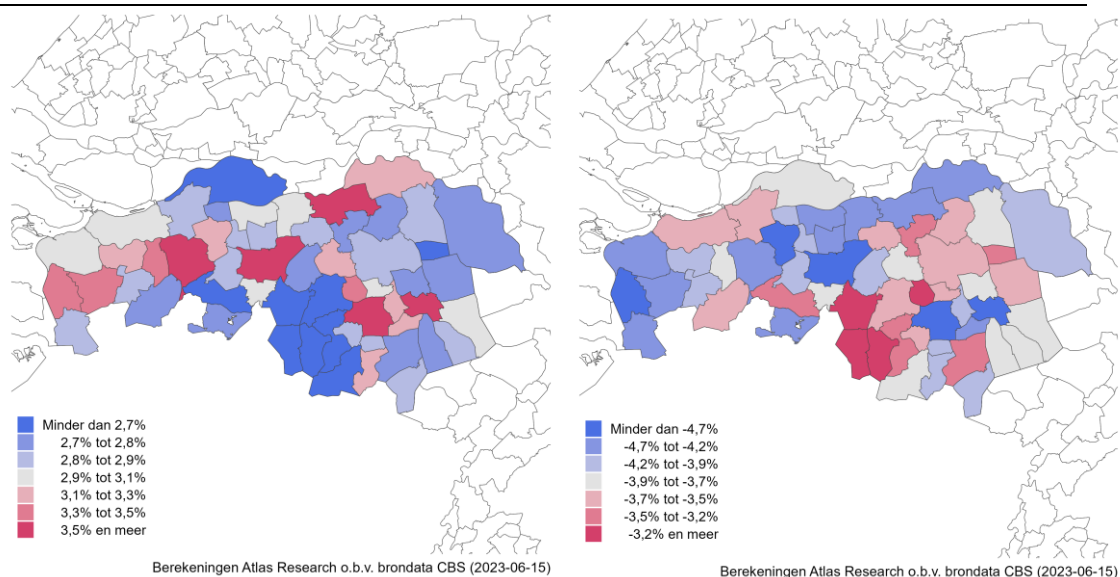 Minder dan 2,7%
2,7% tot 2,8%
2,8% tot 2,9%
2,9% tot 3,1%
3,1% tot 3,3%
3,3% tot 3,5%
3,5% en meer
Berekeningen Atlas Research o.b.v. brondata CBS (2023-06-15)
Minder dan -4,7%
-4,7% tot -4,2%
-4,2% tot -3,9%
-3,9% tot -3,7%
-3,7% tot -3,5%
-3,5% tot -3,2%
-3,2% en meer
Berekeningen Atlas Research o.b.v. brondata CBS (2023-06-15)